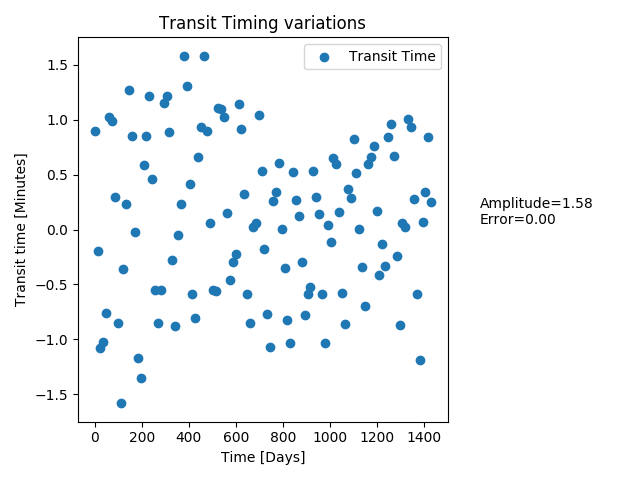 Transit Timing variations
Transit Time
Transit time [Minutes]
1.5
1.0
0.5
0.0
−0.5
−1.0
−1.5
0 200 400 600 800 1000 1200 1400
Time [Days]
Amplitude=1.58
Error=0.00